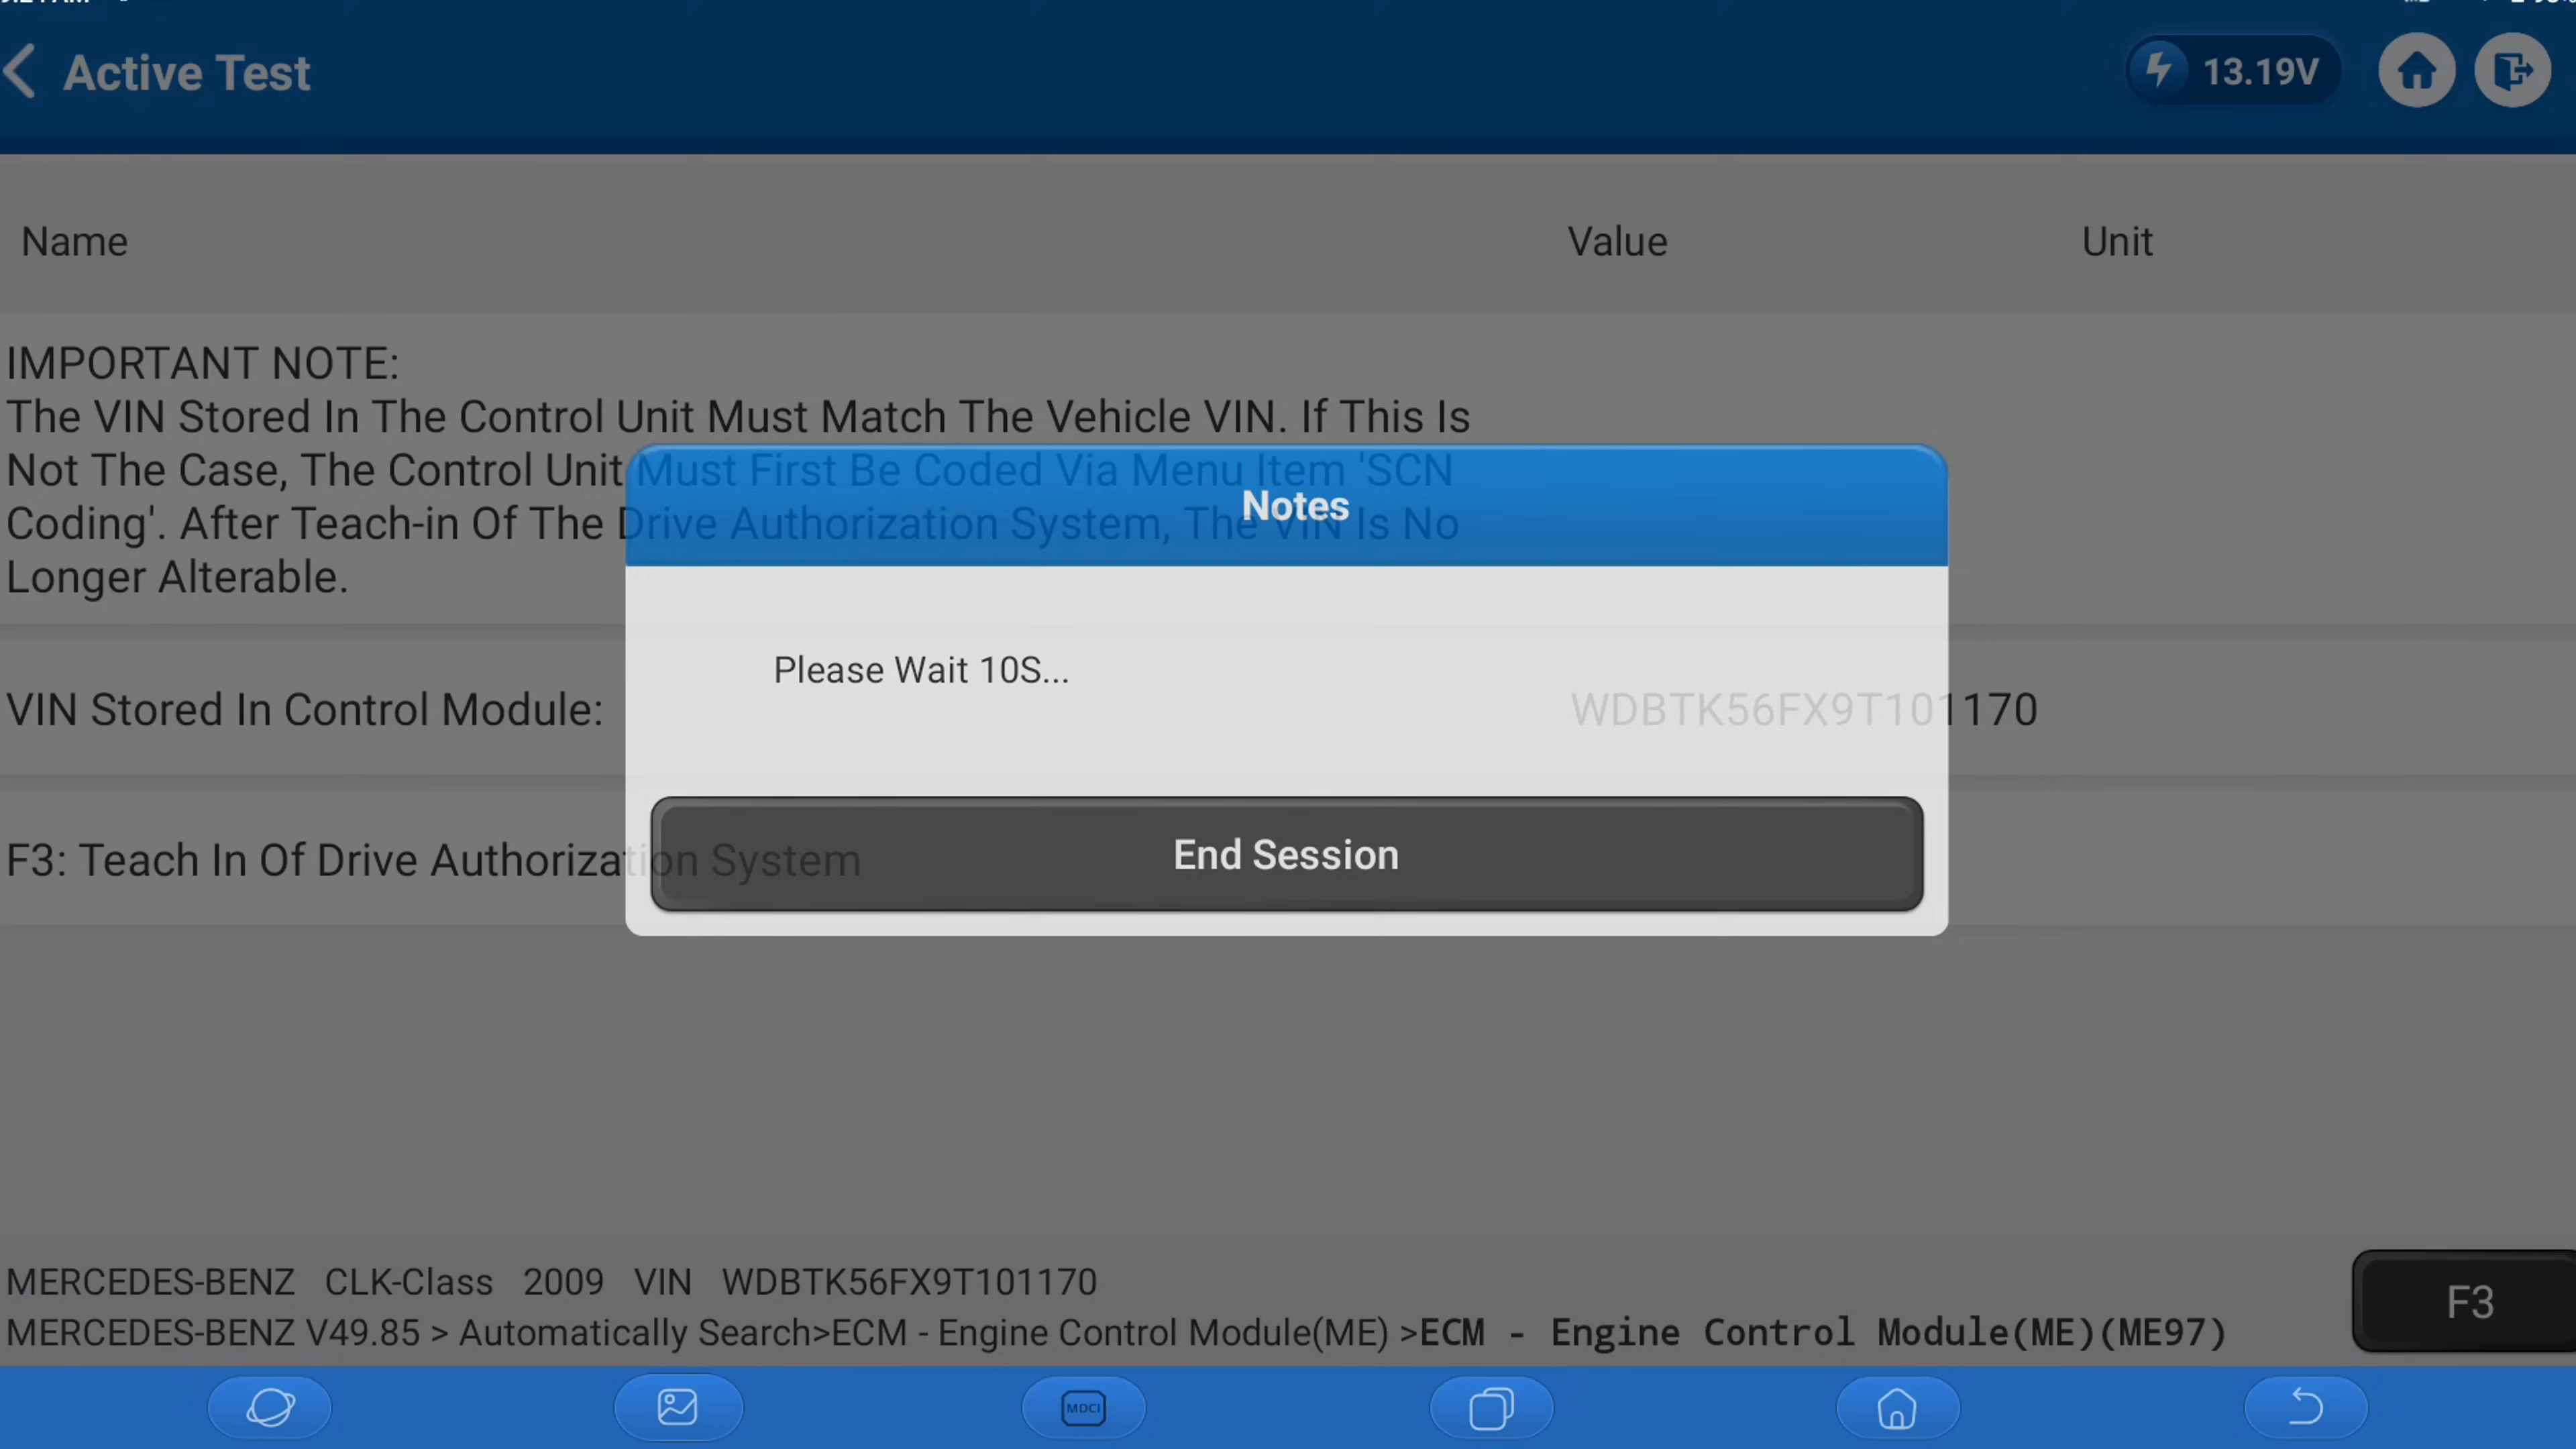 Active Test
13.19V
Name Value Unit
IMPORTANT NOTE:
The VIN Stored In The Control Unit Must Match The Vehicle VIN. If This Is
Not The Case, The Control Unit Must First Be Coded Via Menu Item 'SCN
Coding'. After Teach-in Of The Drive Authorization System, The VIN Is No
Longer Alterable.
Notes
Please Wait 10S...
VIN Stored In Control Module: WDBTK56FX9T101170
F3: Teach In Of Drive Authorization System
End Session
MERCEDES-BENZ CLK-Class 2009 VIN WDBTK56FX9T101170
MERCEDES-BENZ V49.85 > Automatically Search>ECM - Engine Control Module(ME) >ECM - Engine Control Module(ME)(ME97)
F3
MDCI